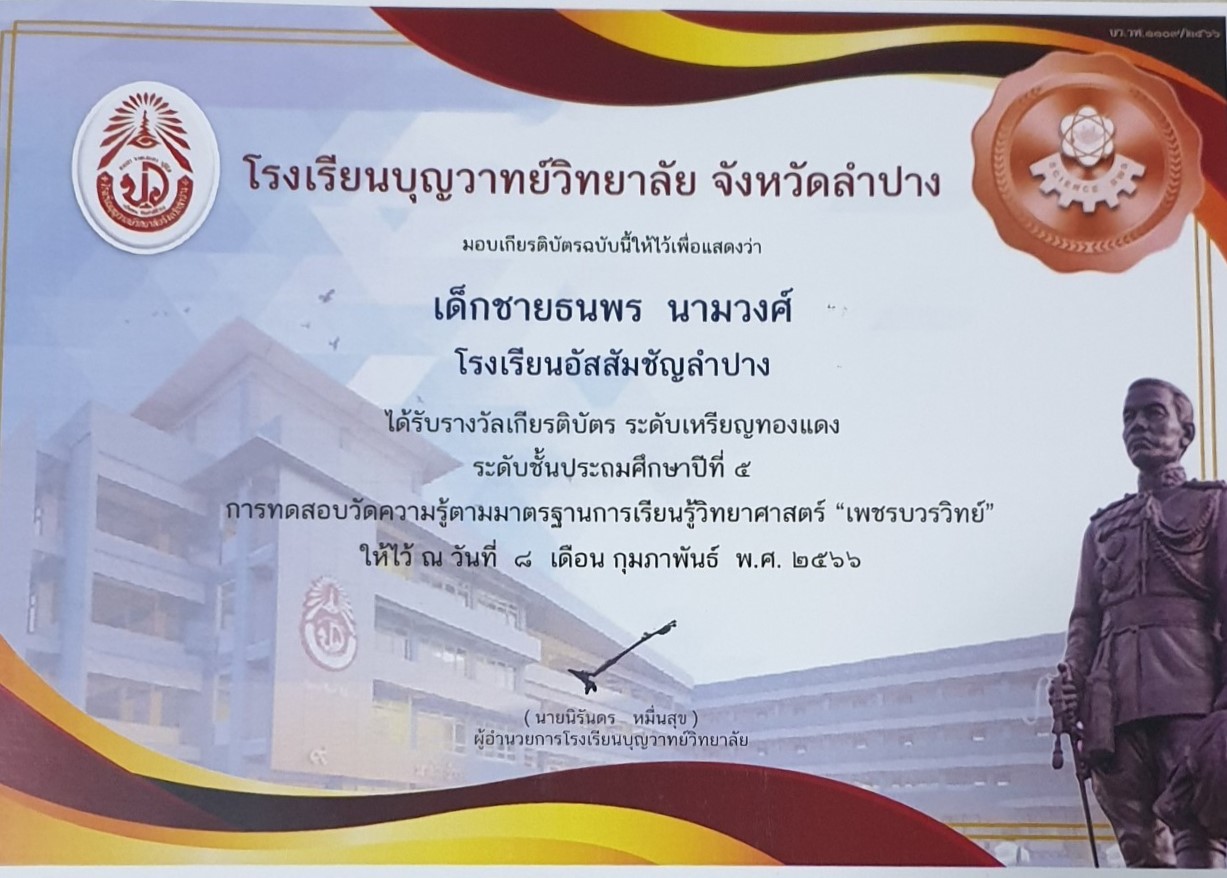 บว.วฑ.๑๑๐๙/๒๕๖๖
โรงเรียนบุญวาทย์วิทยาลัย จังหวัดลำปาง
มอบเกียรติบัตรฉบับนี้ให้ไว้เพื่อแสดงว่า
เด็กชายธนพร นามวงศ์
โรงเรียนอัสสัมชัญลำปาง
ได้รับรางวัลเกียรติบัตร ระดับเหรียญทองแดง
ระดับชั้นประถมศึกษาปีที่ ๕
การทดสอบวัดความรู้ตามมาตรฐานการเรียนรู้วิทยาศาสตร์ “เพชรบวรวิทย์”
ให้ไว้ ณ วันที่ ๘ เดือน กุมภาพันธ์ พ.ศ. ๒๕๖๖
( นายนิรันดร หมื่นสุข )
ผู้อำนวยการโรงเรียนบุญวาทย์วิทยาลัย